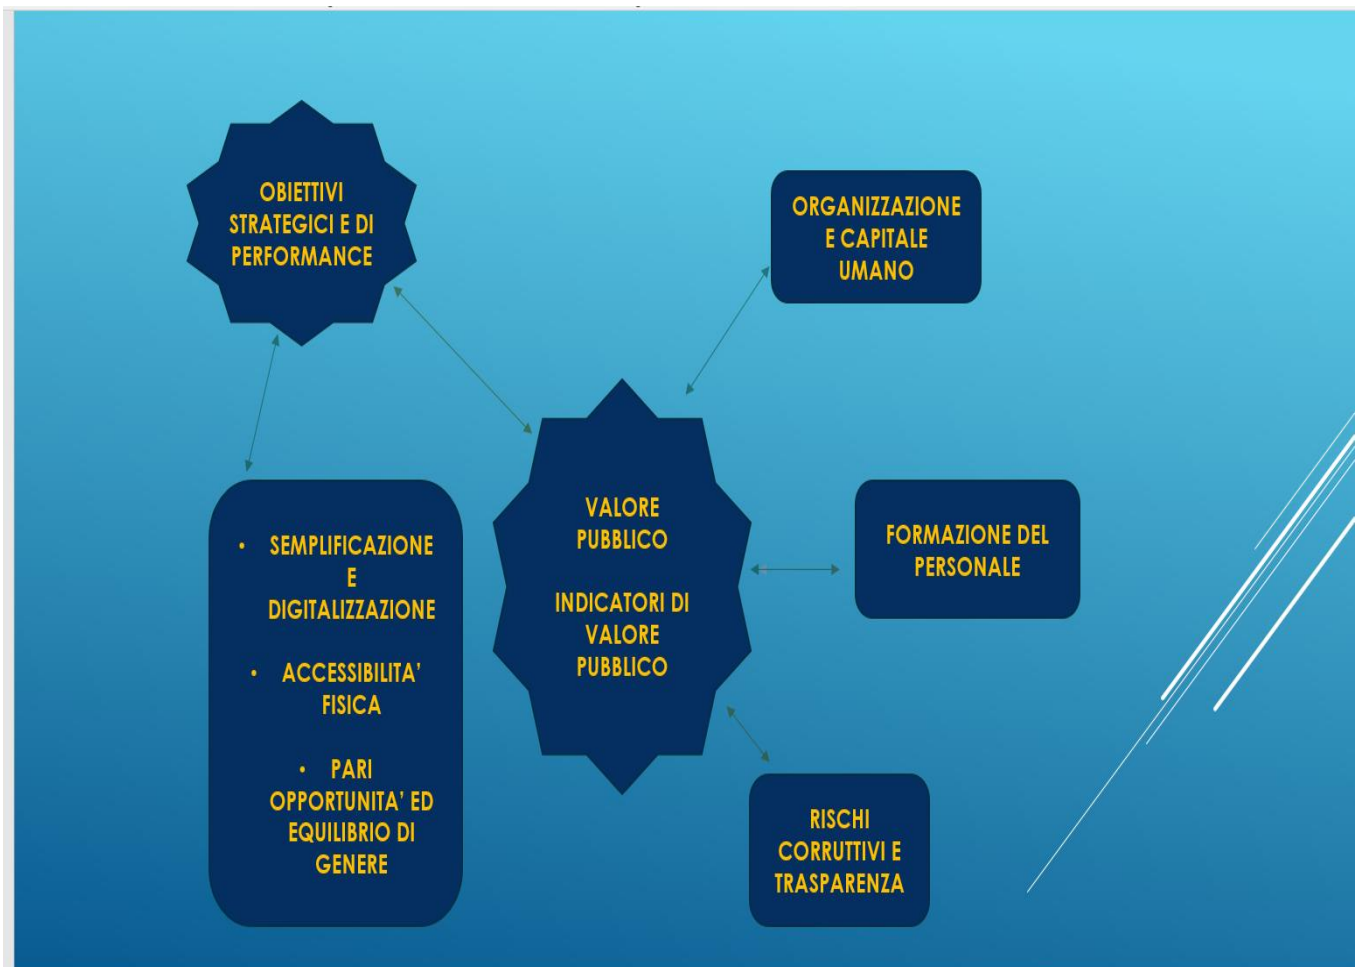 OBIETTIVI
STRATEGICI E DI
PERFORMANCE
ORGANIZZAZIONE
E CAPITALE
UMANO
VALORE
PUBBLICO
INDICATORI DI
VALORE
PUBBLICO
FORMAZIONE DEL
PERSONALE
• SEMPLIFICAZIONE
E
DIGITALIZZAZIONE
• ACCESSIBILITA’
FISICA
• PARI
OPPORTUNITA’ ED
EQUILIBRIO DI
GENERE
RISCHI
CORRUTTIVI E
TRASPARENZA